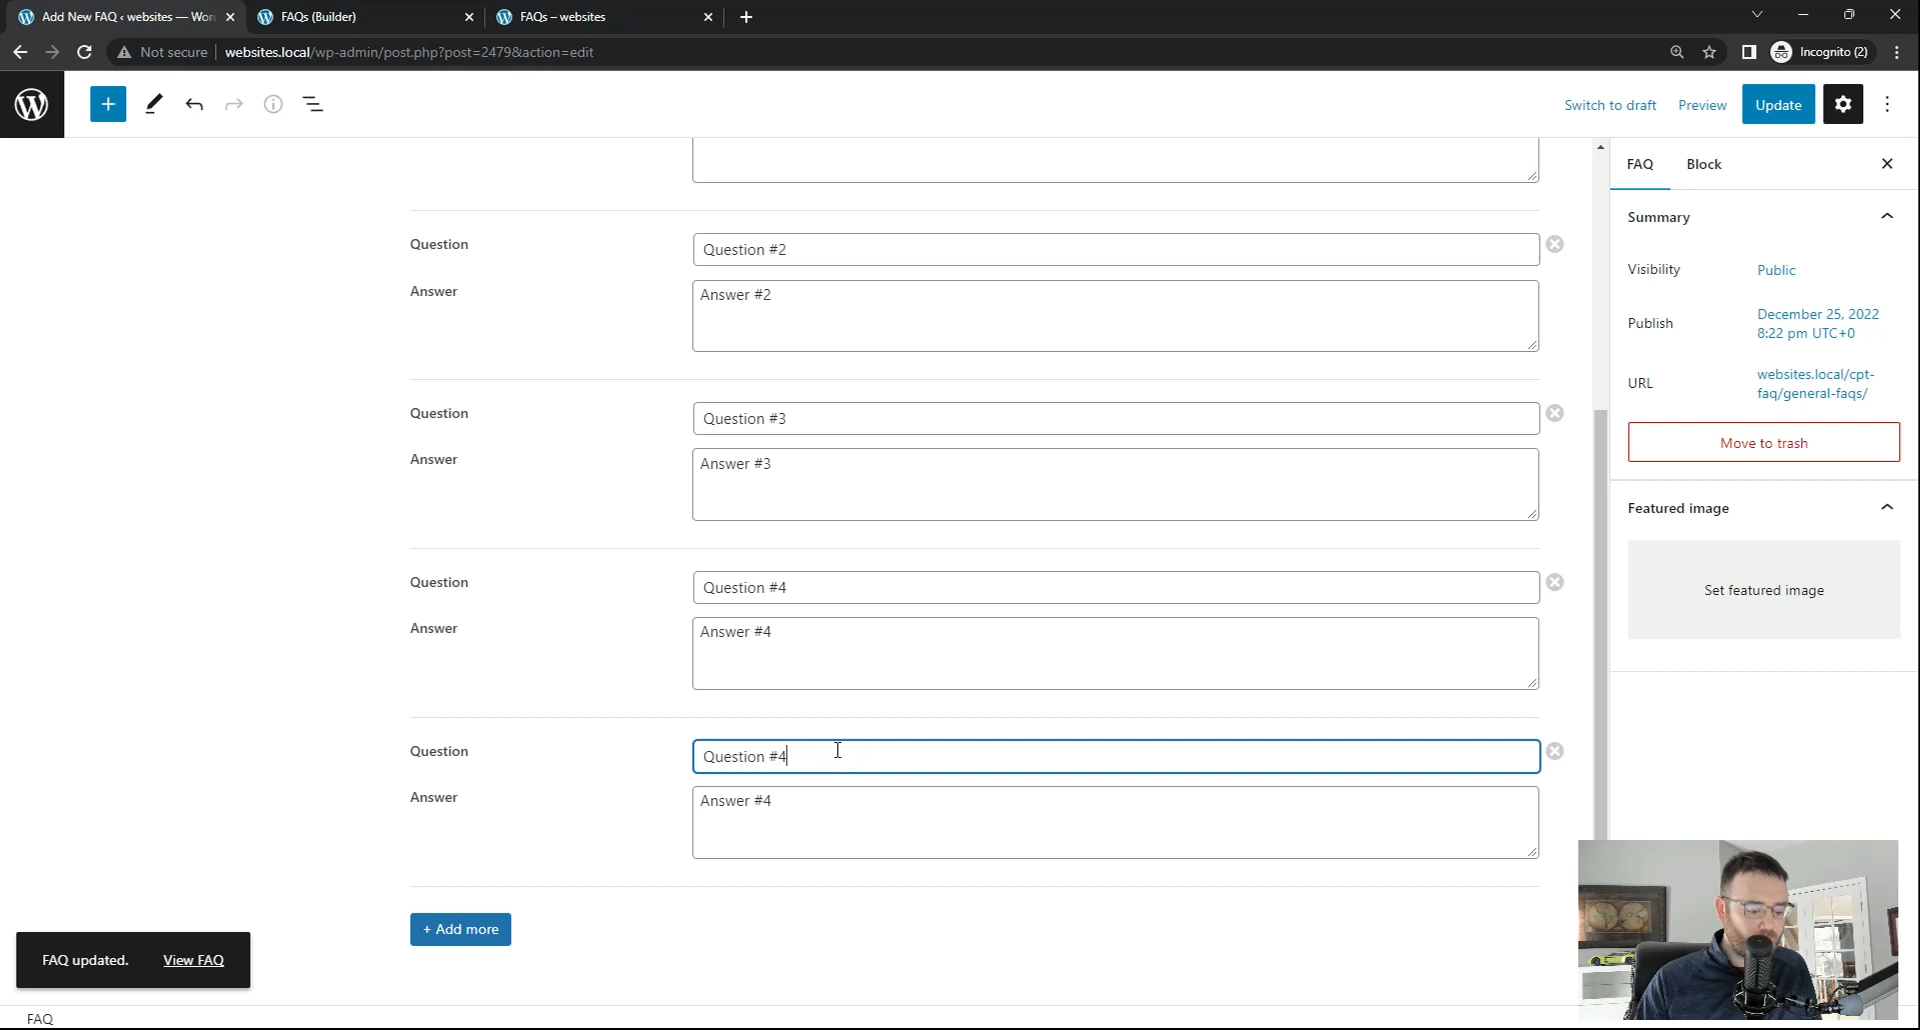 Add New FAQ ‹ websites — Wor
FAQs (Builder)
FAQs – websites
Not secure
websites.local/wp-admin/post.php?post=2479&action=edit
Incognito (2)
Switch to draft
Preview
Update
FAQ
Block
Summary
Visibility
Public
Publish
December 25, 2022
8:22 pm UTC+0
URL
websites.local/cpt-
faq/general-faqs/
Move to trash
Featured image
Set featured image
Question
Question #2
Answer
Answer #2
Question
Question #3
Answer
Answer #3
Question
Question #4
Answer
Answer #4
Question
Question #4
Answer
Answer #4
+ Add more
FAQ updated.
View FAQ
FAQ